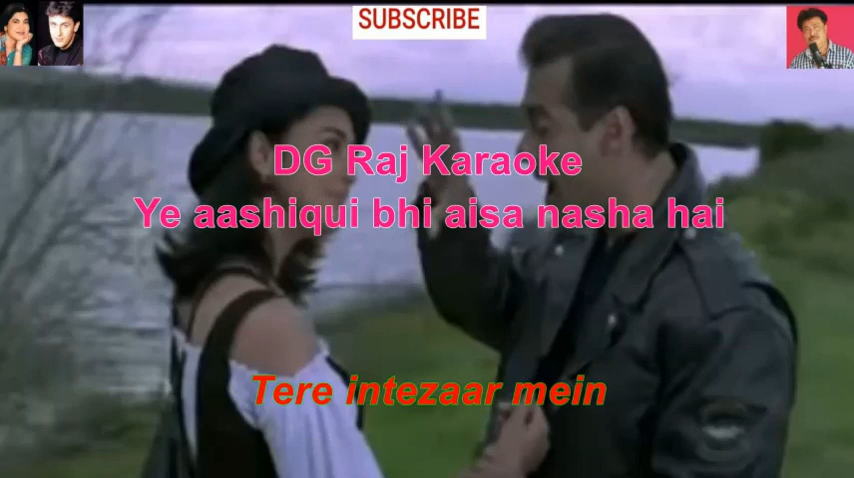 SUBSCRIBE
DG Raj Karaoke
Ye aashiqui bhi aisa nasha hai
Tere intezaar mein